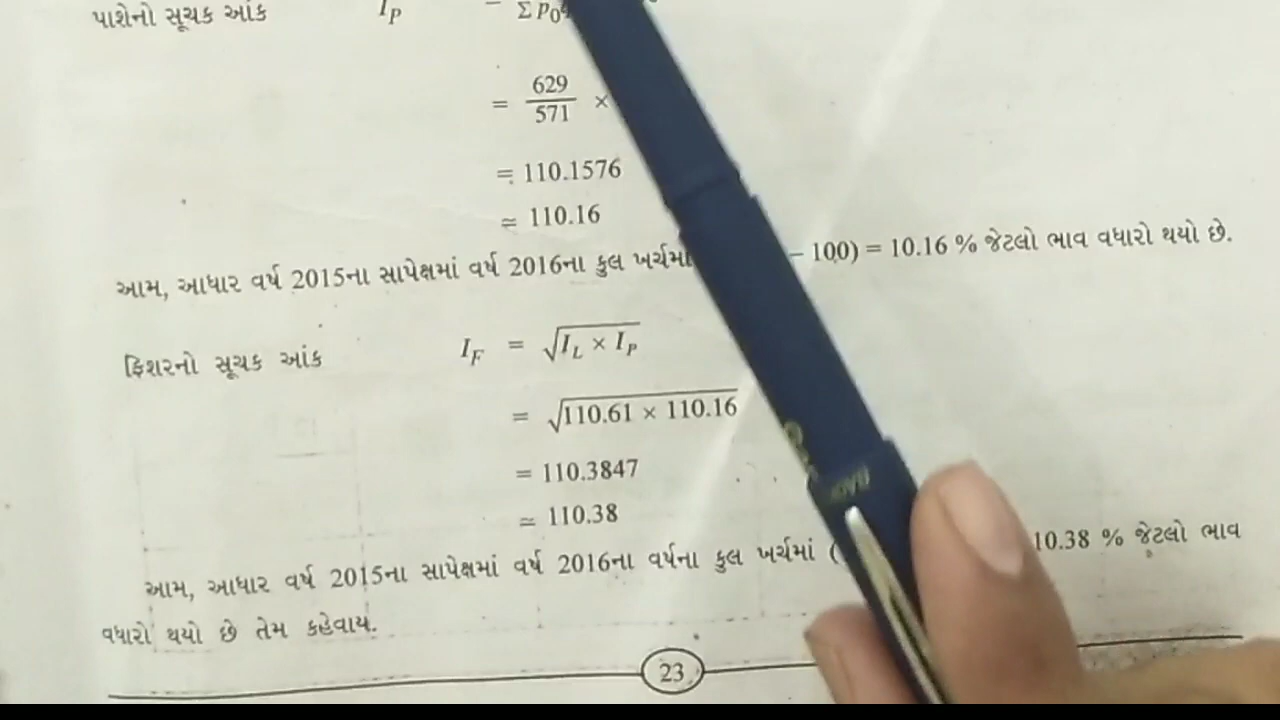 પાશેનો સૂચક આંક I_P = Σ P₀
= 629/571 ×
= 110.1576
≃ 110.16
આમ, આધાર વર્ષ 2015ના સાપેક્ષમાં વર્ષ 2016ના કુલ ખર્ચમાં – 100) = 10.16 % જેટલો ભાવ વધારો થયો છે.
ફિશરનો સૂચક આંક I_F = √(I_L × I_P)
= √(110.61 × 110.16)
= 110.3847
≃ 110.38
આમ, આધાર વર્ષ 2015ના સાપેક્ષમાં વર્ષ 2016ના વર્ષના કુલ ખર્ચમાં ( 10.38 % જેટલો ભાવ
વધારો થયો છે તેમ કહેવાય.
23